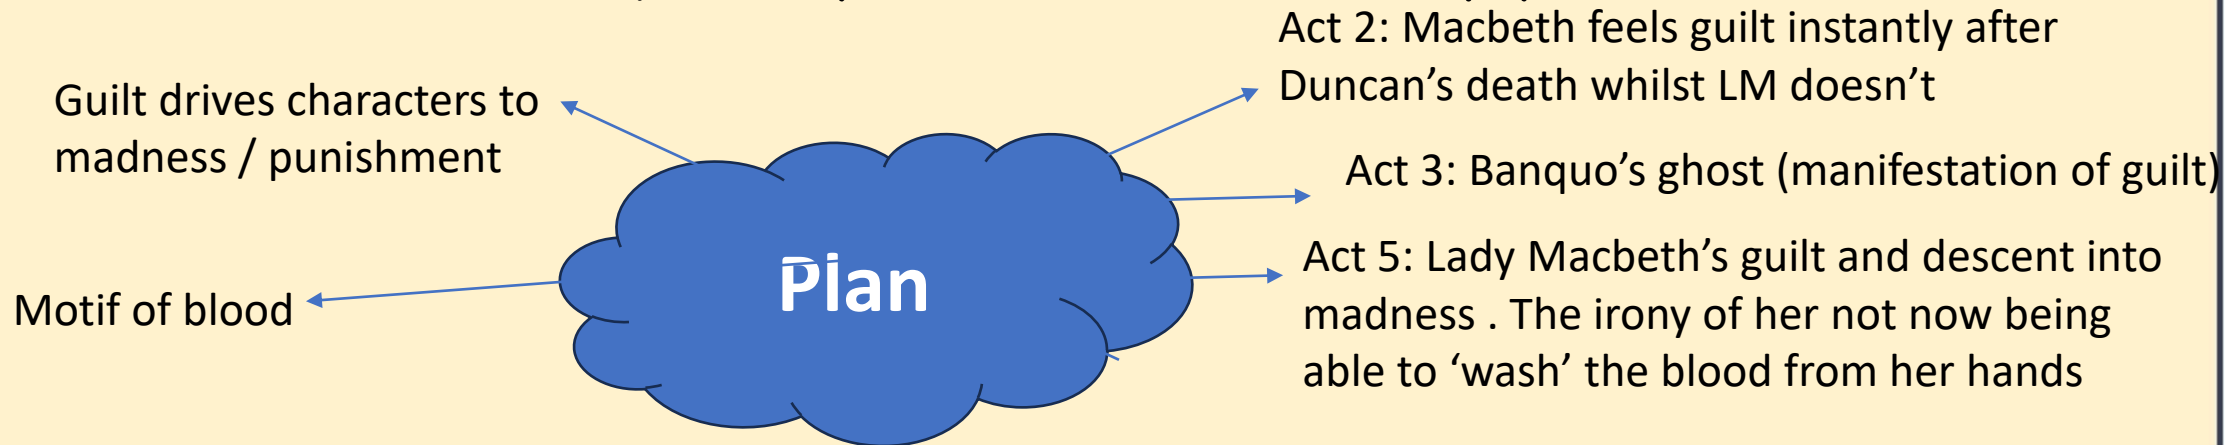 Act 2: Macbeth feels guilt instantly after
Duncan’s death whilst LM doesn’t
Guilt drives characters to
madness / punishment
Act 3: Banquo’s ghost (manifestation of guilt)
Plan
Motif of blood
Act 5: Lady Macbeth’s guilt and descent into
madness . The irony of her not now being
able to ‘wash’ the blood from her hands